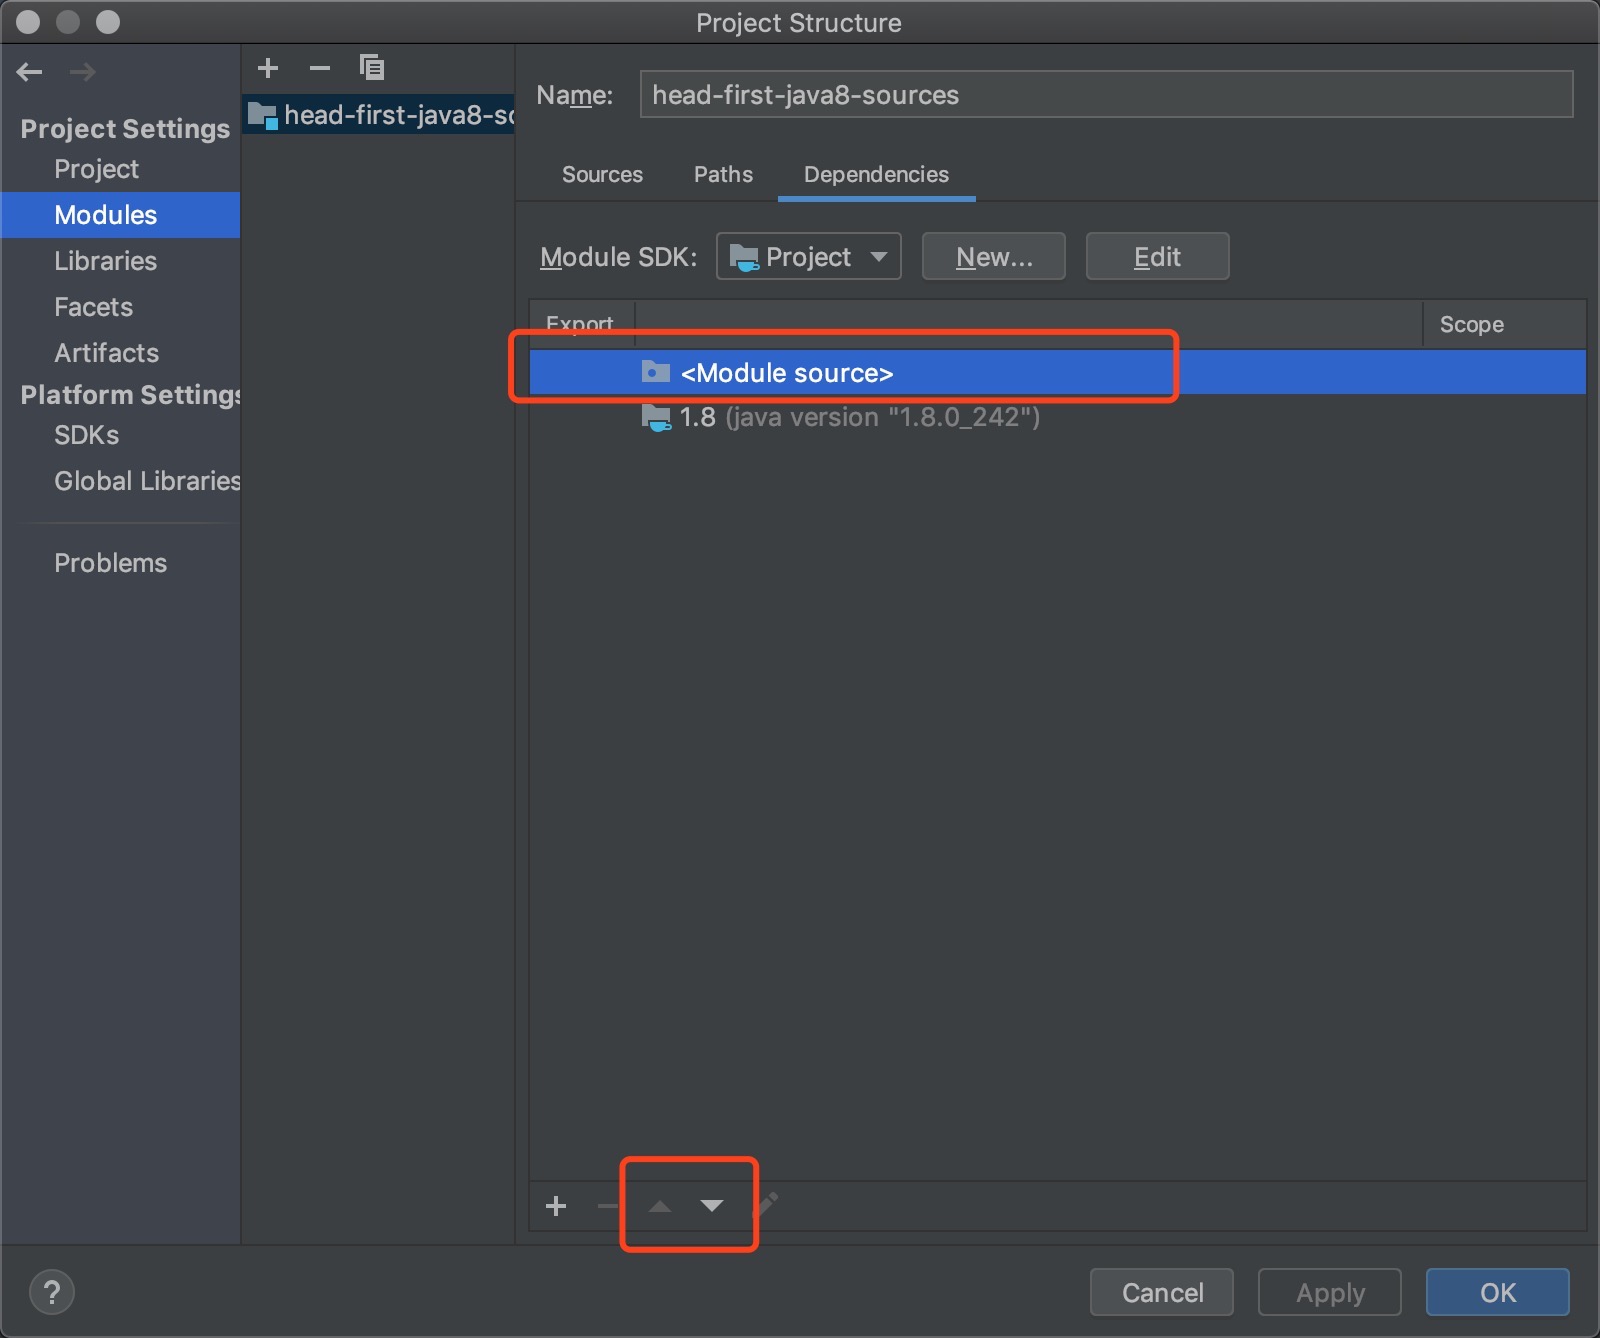 Project Structure
Project Settings
Project
Modules
Libraries
Facets
Artifacts
Platform Settings
SDKs
Global Libraries
Problems
head-first-java8-so
Name: head-first-java8-sources
Sources Paths Dependencies
Module SDK: Project New... Edit
Export Scope
<Module source>
1.8 (java version "1.8.0_242")
? Cancel Apply OK